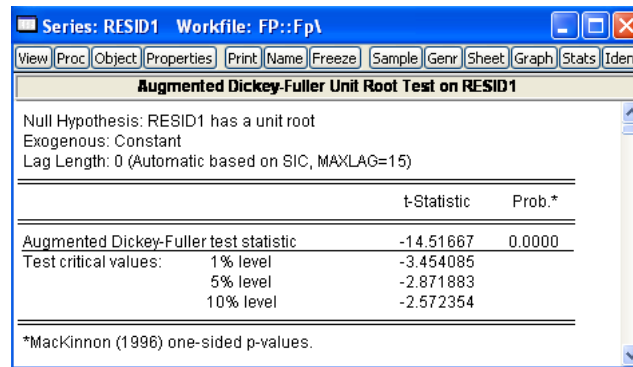 Series: RESID1 Workfile: FP::Fp\
View Proc Object Properties Print Name Freeze Sample Genr Sheet Graph Stats Iden
Augmented Dickey-Fuller Unit Root Test on RESID1
Null Hypothesis: RESID1 has a unit root
Exogenous: Constant
Lag Length: 0 (Automatic based on SIC, MAXLAG=15)
t-Statistic Prob.*
Augmented Dickey-Fuller test statistic -14.51667 0.0000
Test critical values: 1% level -3.454085
5% level -2.871883
10% level -2.572354
*MacKinnon (1996) one-sided p-values.